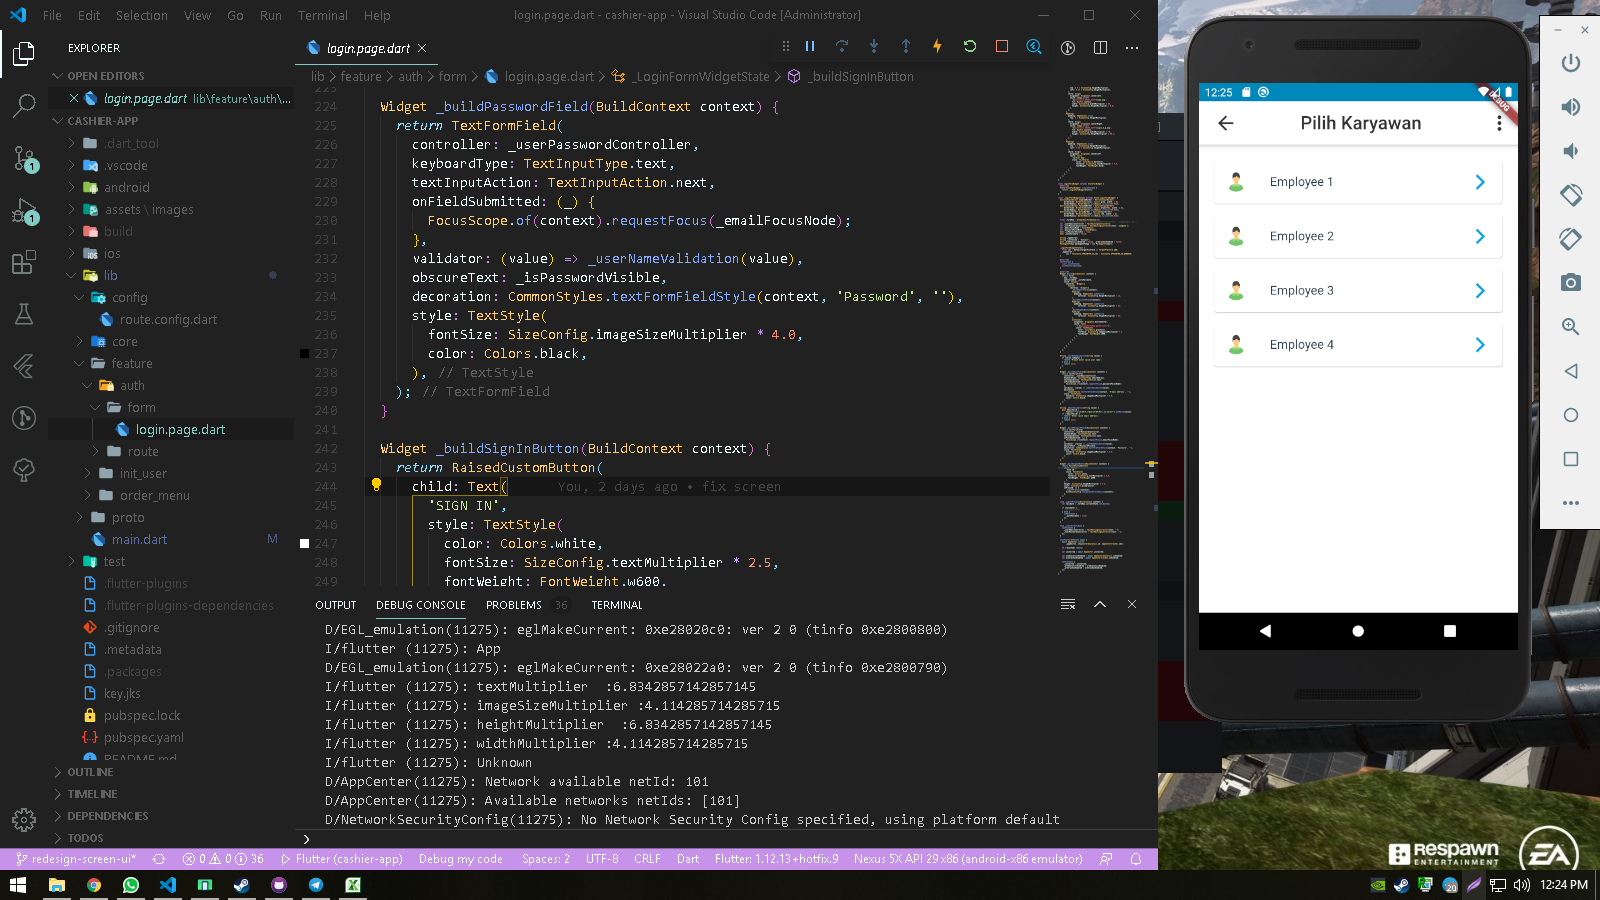 File Edit Selection View Go Run Terminal Help
login.page.dart - cashier-app - Visual Studio Code [Administrator]
EXPLORER
OPEN EDITORS
login.page.dart lib\feature\auth\...
CASHIER-APP
.dart_tool
.vscode
android
assets \ images
build
ios
lib
config
route.config.dart
core
feature
auth
form
login.page.dart
route
init_user
order_menu
proto
main.dart M
test
.flutter-plugins
.flutter-plugins-dependencies
.gitignore
.metadata
.packages
key.jks
pubspec.lock
pubspec.yaml
README.md
OUTLINE
TIMELINE
DEPENDENCIES
TODOS
1
1
login.page.dart
lib > feature > auth > form > login.page.dart > _LoginFormWidgetState > _buildSignInButton
223
224 Widget _buildPasswordField(BuildContext context) {
225 return TextFormField(
226 controller: _userPasswordController,
227 keyboardType: TextInputType.text,
228 textInputAction: TextInputAction.next,
229 onFieldSubmitted: (_) {
230 FocusScope.of(context).requestFocus(_emailFocusNode);
231 },
232 validator: (value) => _userNameValidation(value),
233 obscureText: _isPasswordVisible,
234 decoration: CommonStyles.textFormFieldStyle(context, 'Password', ''),
235 style: TextStyle(
236 fontSize: SizeConfig.imageSizeMultiplier * 4.0,
237 color: Colors.black,
238 ), // TextStyle
239 ); // TextFormField
240 }
241
242 Widget _buildSignInButton(BuildContext context) {
243 return RaisedCustomButton(
244 child: Text( You, 2 days ago • fix screen
245 'SIGN IN',
246 style: TextStyle(
247 color: Colors.white,
248 fontSize: SizeConfig.textMultiplier * 2.5,
249 fontWeight: FontWeight.w600,
OUTPUT DEBUG CONSOLE PROBLEMS 36 TERMINAL
D/EGL_emulation(11275): eglMakeCurrent: 0xe28020c0: ver 2 0 (tinfo 0xe2800800)
I/flutter (11275): App
D/EGL_emulation(11275): eglMakeCurrent: 0xe28022a0: ver 2 0 (tinfo 0xe2800790)
I/flutter (11275): textMultiplier :6.8342857142857145
I/flutter (11275): imageSizeMultiplier :4.114285714285715
I/flutter (11275): heightMultiplier :6.8342857142857145
I/flutter (11275): widthMultiplier :4.114285714285715
I/flutter (11275): Unknown
D/AppCenter(11275): Network available netId: 101
D/AppCenter(11275): Available networks netIds: [101]
D/NetworkSecurityConfig(11275): No Network Security Config specified, using platform default
redesign-screen-ui* 0 0 36 Flutter (cashier-app) Debug my code Spaces: 2 UTF-8 CRLF Dart Flutter: 1.12.13+hotfix.9 Nexus 5X API 29 x86 (android-x86 emulator)
12:25
DEBUG
Pilih Karyawan
Employee 1
Employee 2
Employee 3
Employee 4
RESPAWN
ENTERTAINMENT
EA
20
12:24 PM